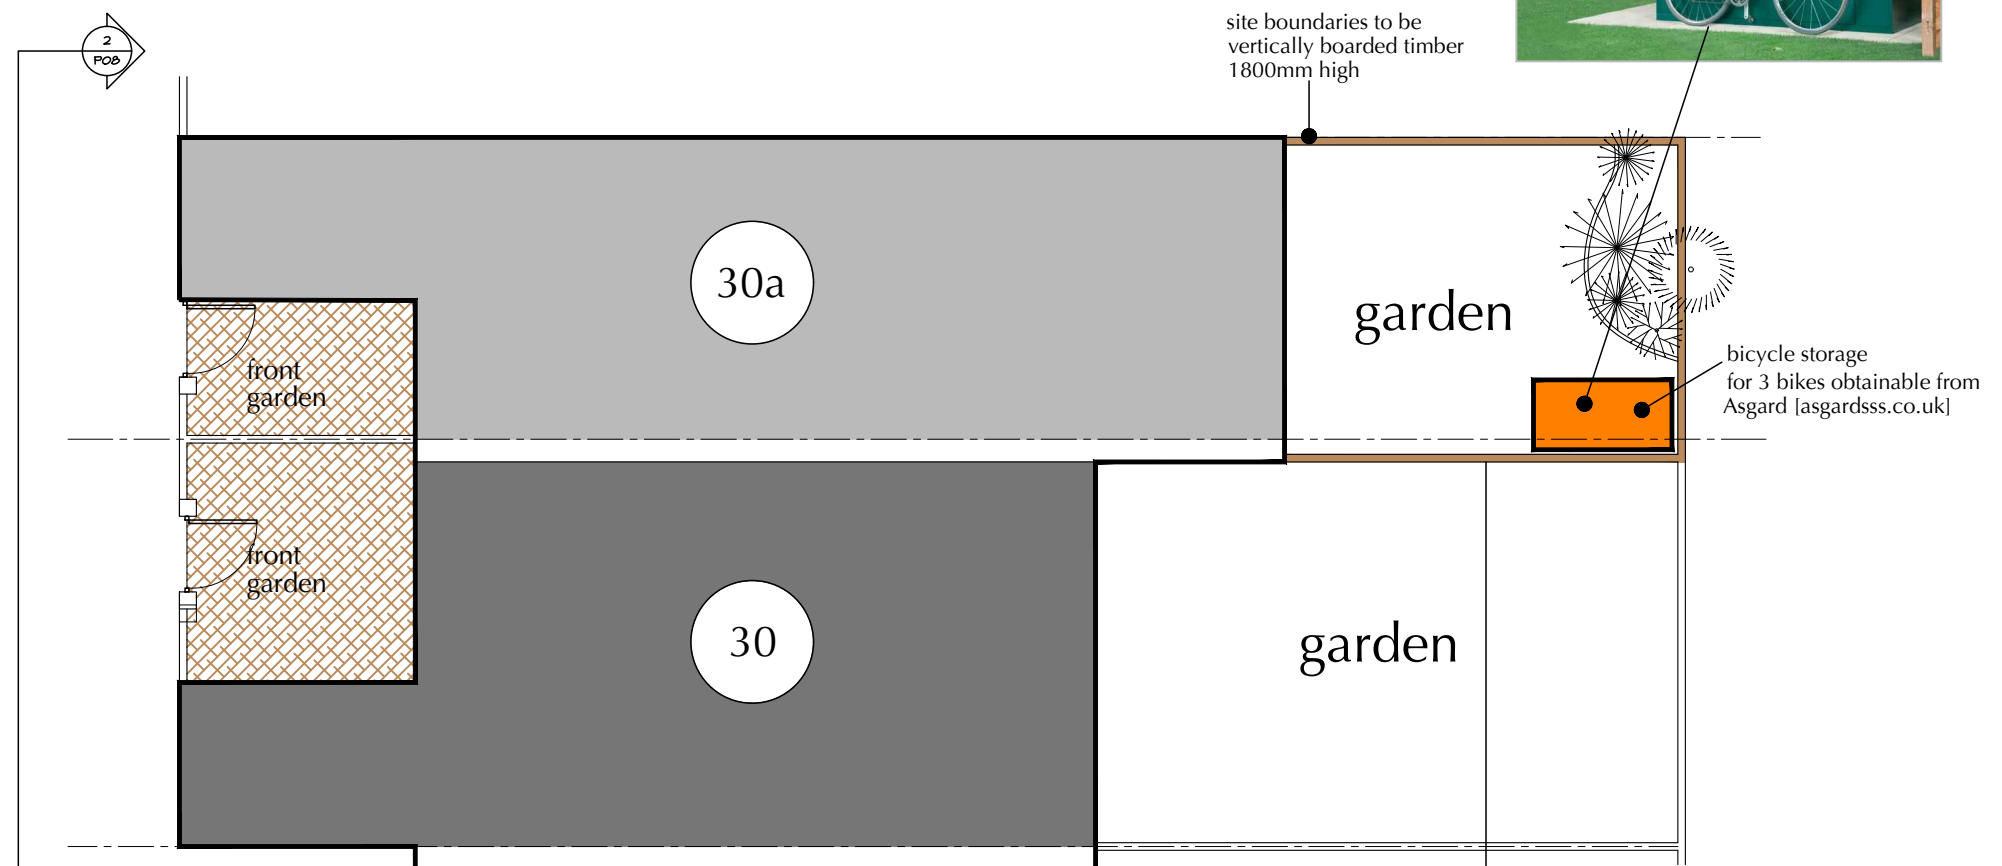 2
P08
site boundaries to be
vertically boarded timber
1800mm high
30a
garden
front
garden
bicycle storage
for 3 bikes obtainable from
Asgard [asgardsss.co.uk]
front
garden
30
garden